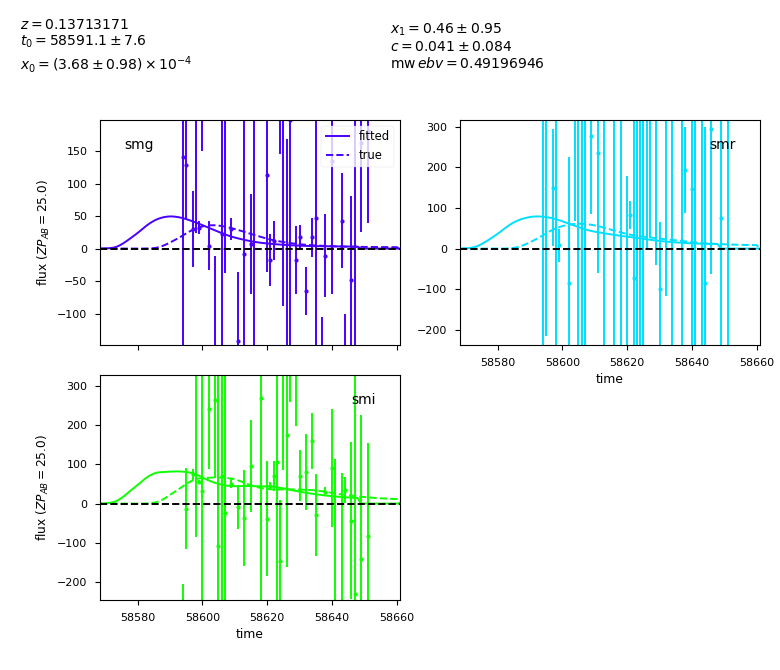 z = 0.13713171
t₀ = 58591.1 ± 7.6
x₀ = (3.68 ± 0.98) × 10⁻⁴
x₁ = 0.46 ± 0.95
c = 0.041 ± 0.084
mw ebv = 0.49196946
smg
fitted
true
150
100
50
0
−50
−100
flux (ZP_AB = 25.0)
smr
300
200
100
0
−100
−200
58580 58600 58620 58640 58660
time
smi
300
200
100
0
−100
−200
flux (ZP_AB = 25.0)
58580 58600 58620 58640 58660
time